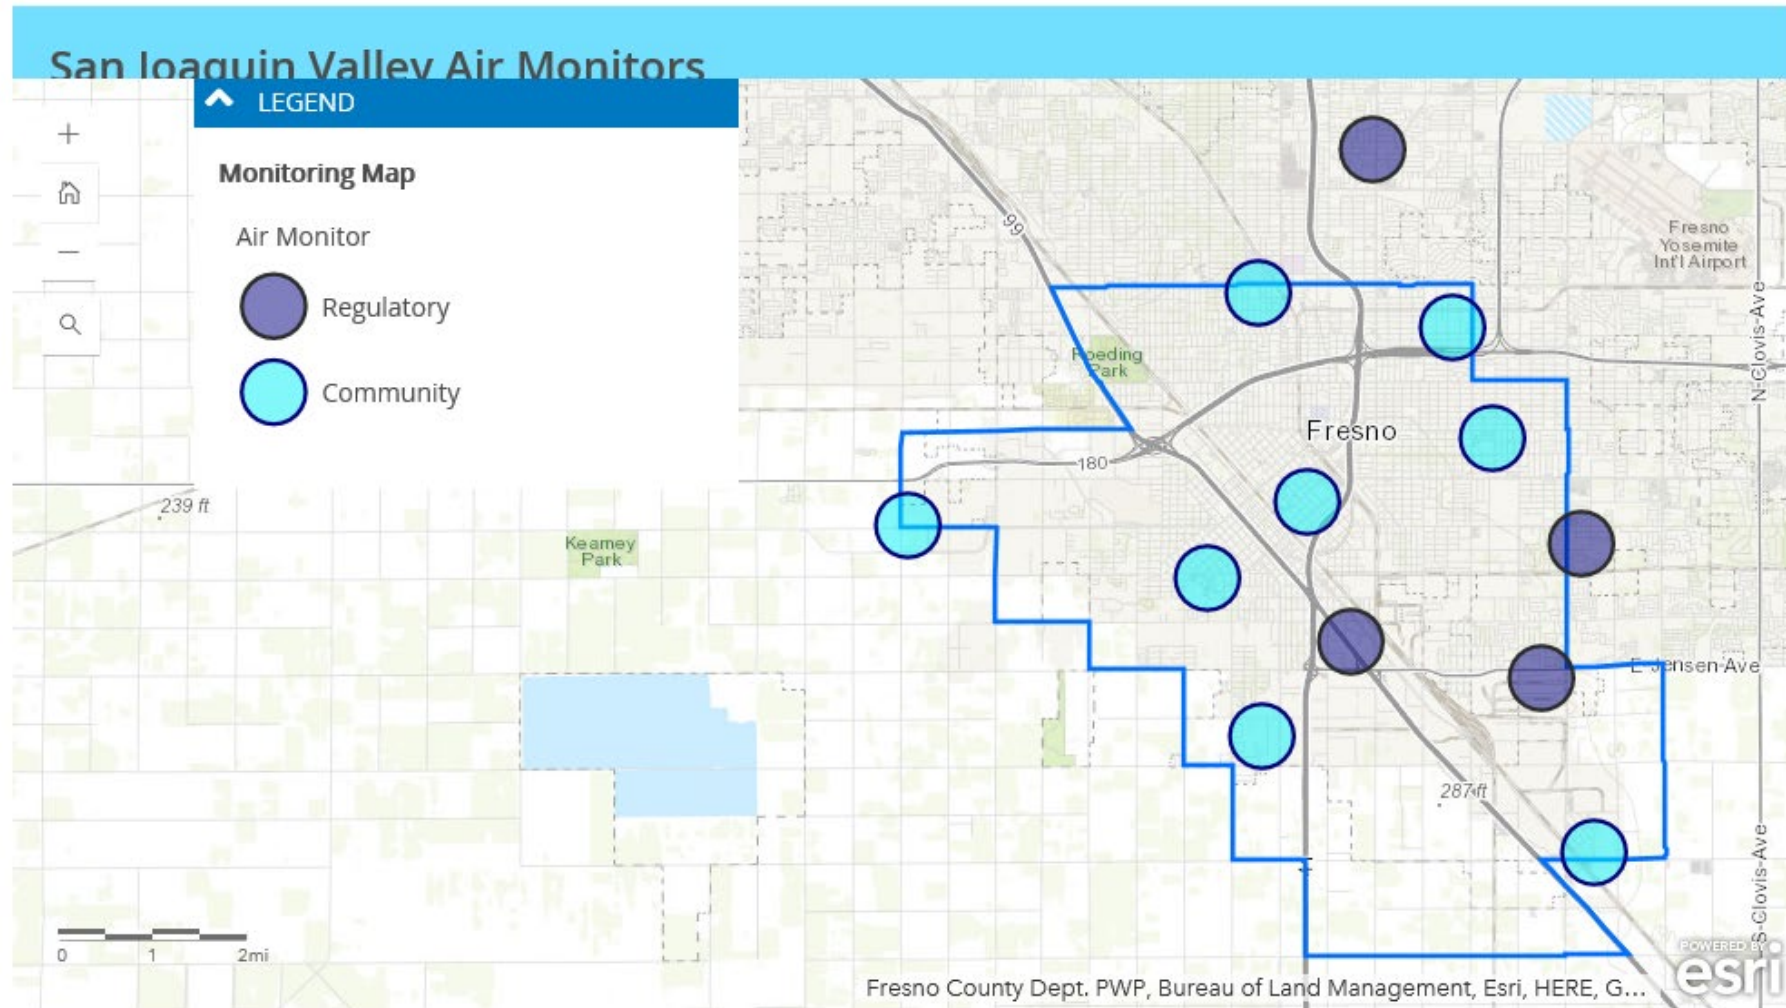 San Joaquin Valley Air Monitors
LEGEND
Monitoring Map
Air Monitor
Regulatory
Community
99
Fresno
Yosemite
Int'l Airport
N-Clovis-Ave
Roeding
Park
Fresno
180
239 ft
Kearney
Park
E-Jensen-Ave
287 ft
S-Clovis-Ave
0 1 2mi
POWERED BY
esri
Fresno County Dept. PWP, Bureau of Land Management, Esri, HERE, G...